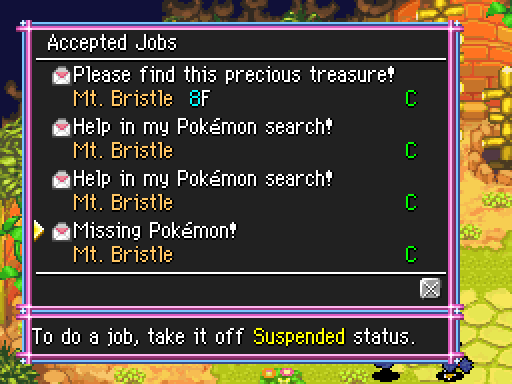 Accepted Jobs
Please find this precious treasure!
Mt. Bristle 8F C
Help in my Pokémon search!
Mt. Bristle C
Help in my Pokémon search!
Mt. Bristle C
Missing Pokémon!
Mt. Bristle C
To do a job, take it off Suspended status.